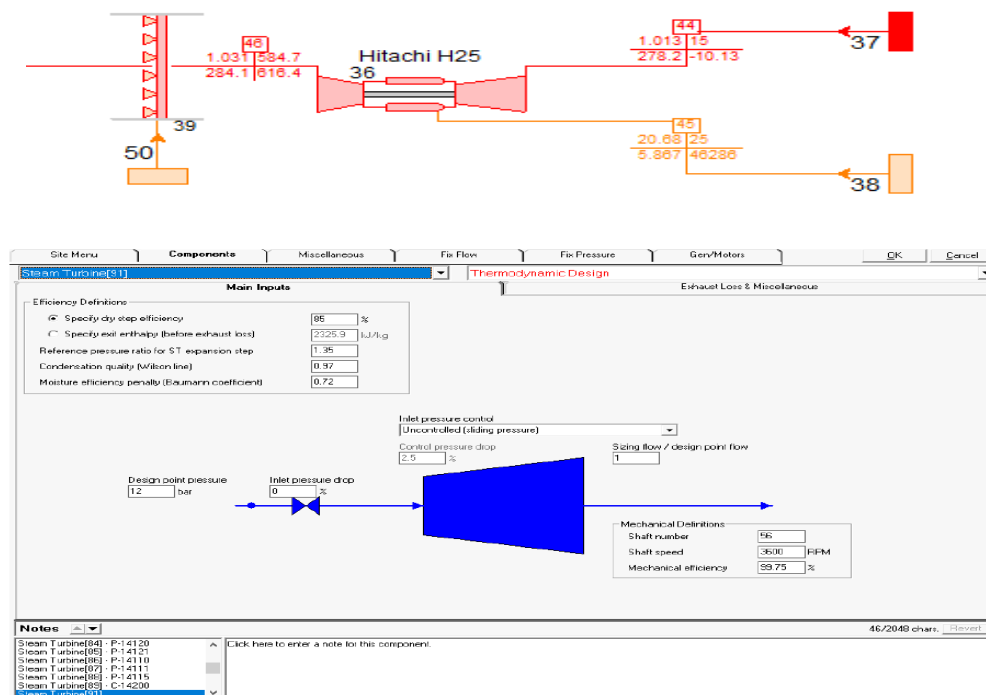 46
1.031 584.7
284.1 616.4
Hitachi H25
36
44
1.013 15
278.2 -10.13
37
39
50
45
20.68 25
5.867 46286
38
Site Menu Components Miscellaneous Fix Flow Fix Pressure Gen/Motors OK Cancel
Steam Turbine[91] Thermodynamic Design
Main Inputs Exhaust Loss & Miscellaneous
Efficiency Definitions
Specify dry step efficiency 85 %
Specify exit enthalpy (before exhaust loss) 2325.9 kJ/kg
Reference pressure ratio for ST expansion step 1.35
Condensation quality (Wilson line) 0.97
Moisture efficiency penalty (Baumann coefficient) 0.72
Inlet pressure control
Uncontrolled (sliding pressure)
Control pressure drop Sizing flow / design point flow
2.5 % 1
Design point pressure Inlet pressure drop
12 bar 0 %
Mechanical Definitions
Shaft number 56
Shaft speed 3600 RPM
Mechanical efficiency 99.75 %
Notes 46/2048 chars. Revert
Steam Turbine[84] - P-14120 Click here to enter a note for this component.
Steam Turbine[85] - P-14121
Steam Turbine[86] - P-14110
Steam Turbine[87] - P-14111
Steam Turbine[88] - P-14115
Steam Turbine[89] - C-14200
Steam Turbine[91]